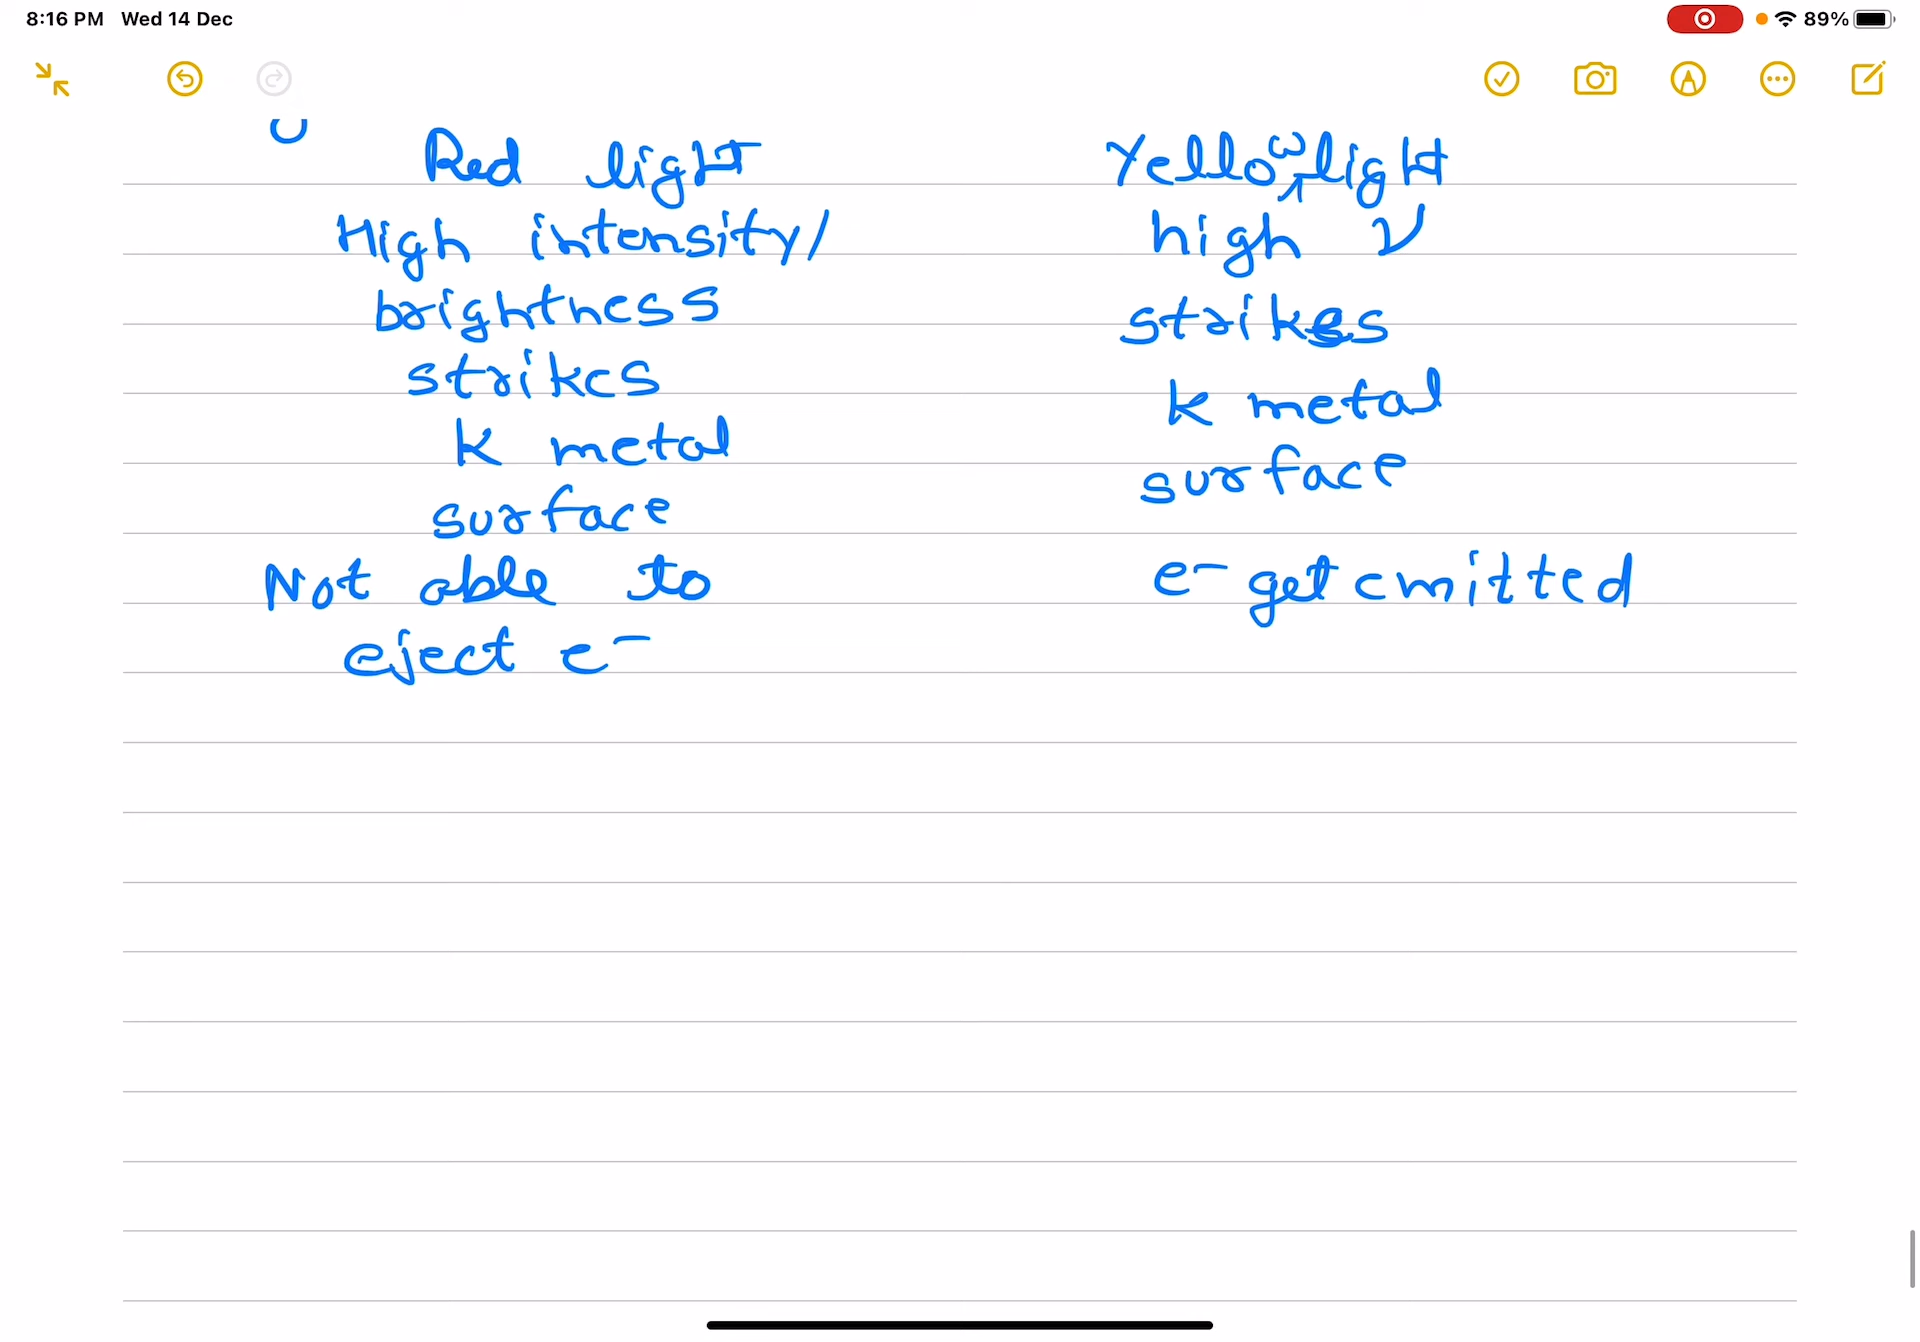 8:16 PM Wed 14 Dec
89%
Red light
High intensity/
brightness
strikes
K metal
surface
Not able to
eject e⁻
Yellow light
high ν
strikes
K metal
surface
e⁻ get emitted